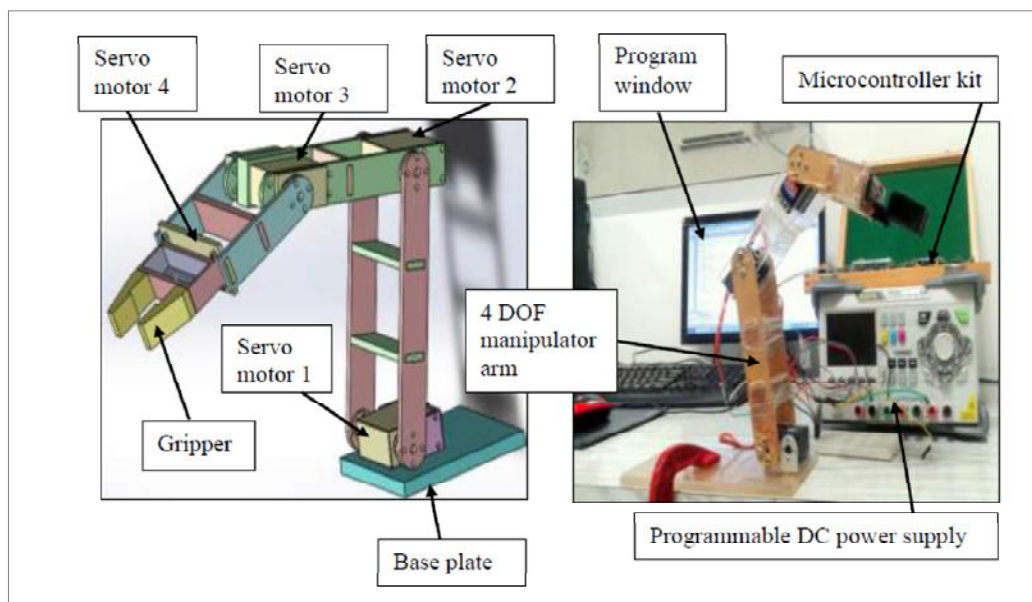 Servo
motor 4
Servo
motor 3
Servo
motor 2
Program
window
Microcontroller kit
Servo
motor 1
4 DOF
manipulator
arm
Gripper
Base plate
Programmable DC power supply